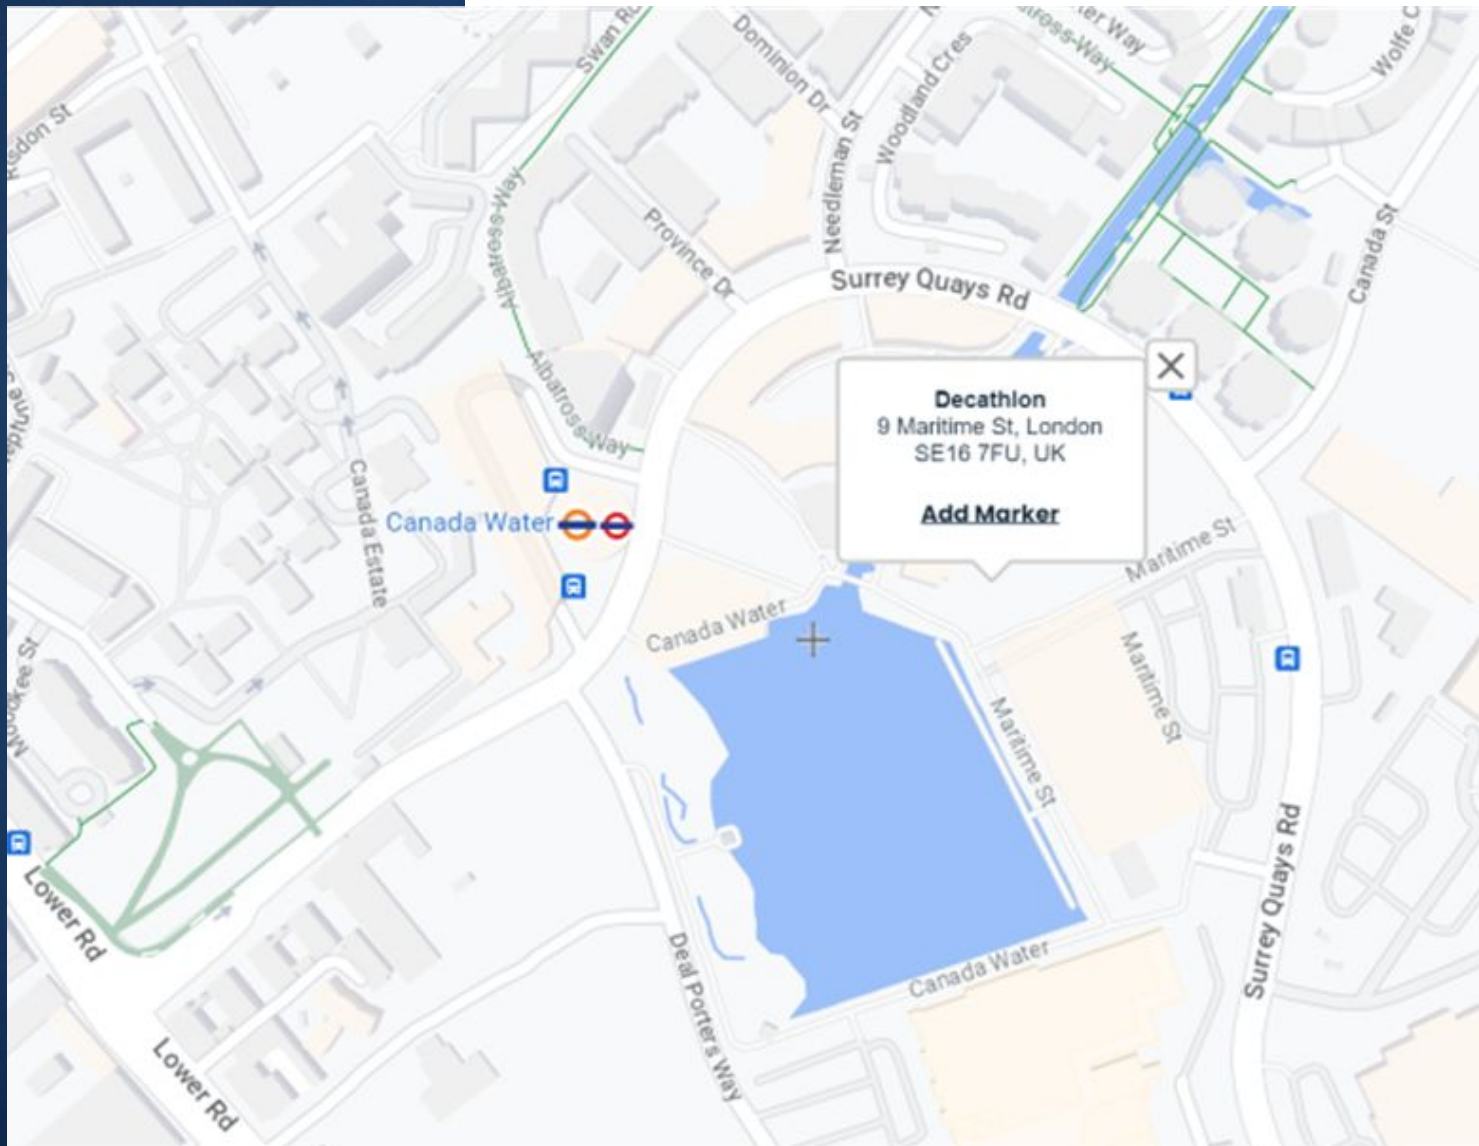 Swan Rd
Dominion Dr
Woodland Cres
Wolfe C
Needleman St
Albatross Way
Province Dr
Surrey Quays Rd
Canada St
Albatross Way
Decathlon
9 Maritime St, London
SE16 7FU, UK
Add Marker
Canada Water
Canada Estate
Maritime St
Canada Water
Maritime St
Maritime St
Surrey Quays Rd
Lower Rd
Canada Water
Deal Porters Way
Lower Rd